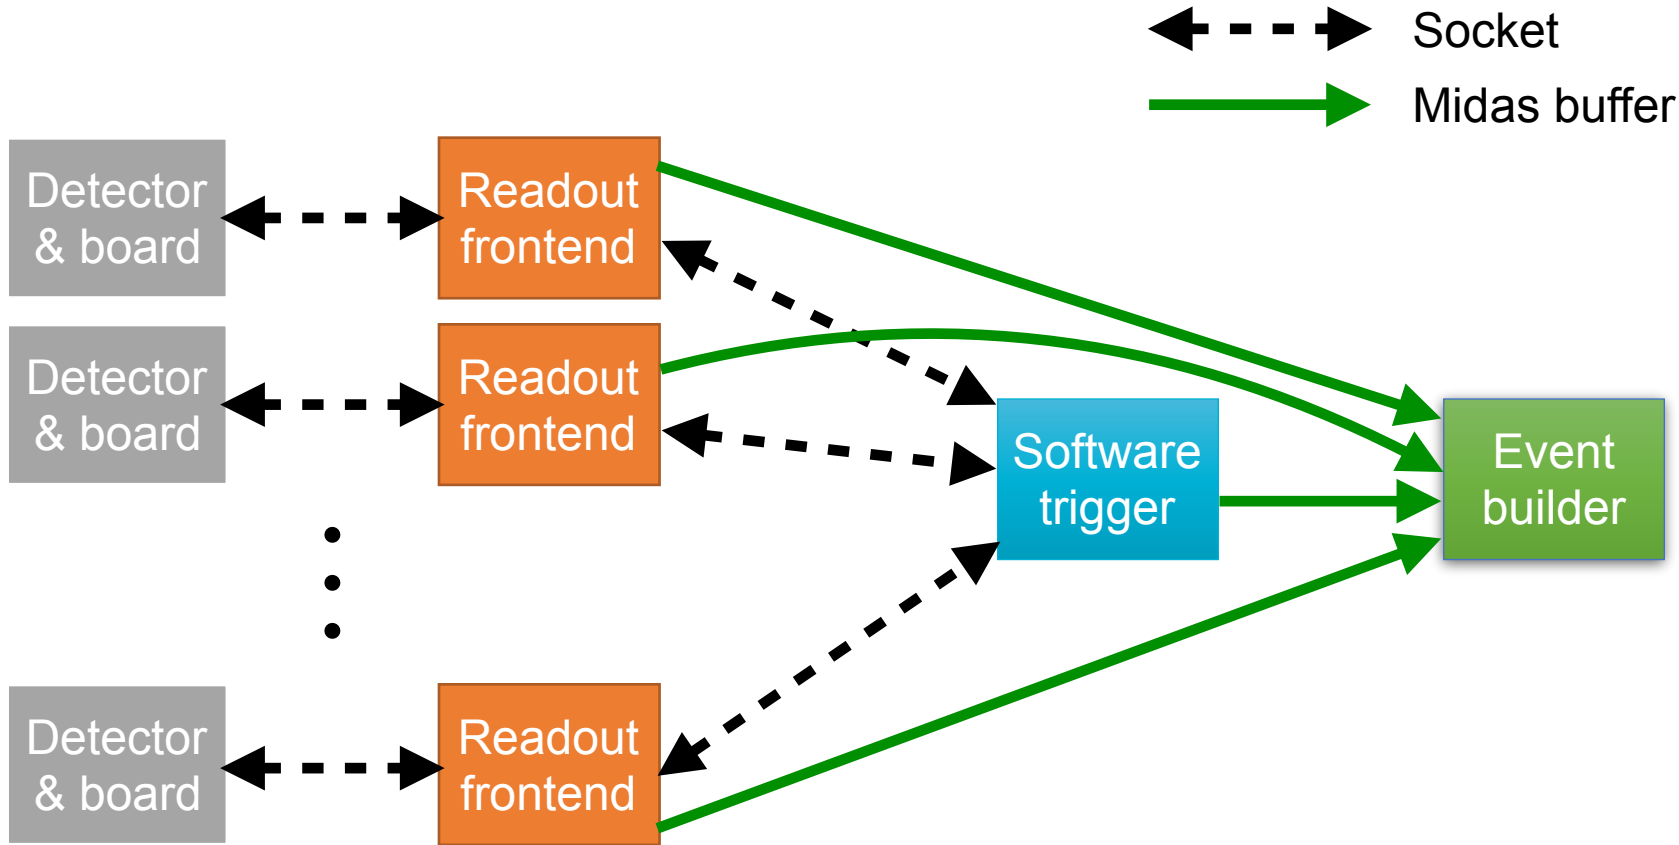 Socket
Midas buffer
Detector
& board
Readout
frontend
Detector
& board
Readout
frontend
Software
trigger
Event
builder
Detector
& board
Readout
frontend